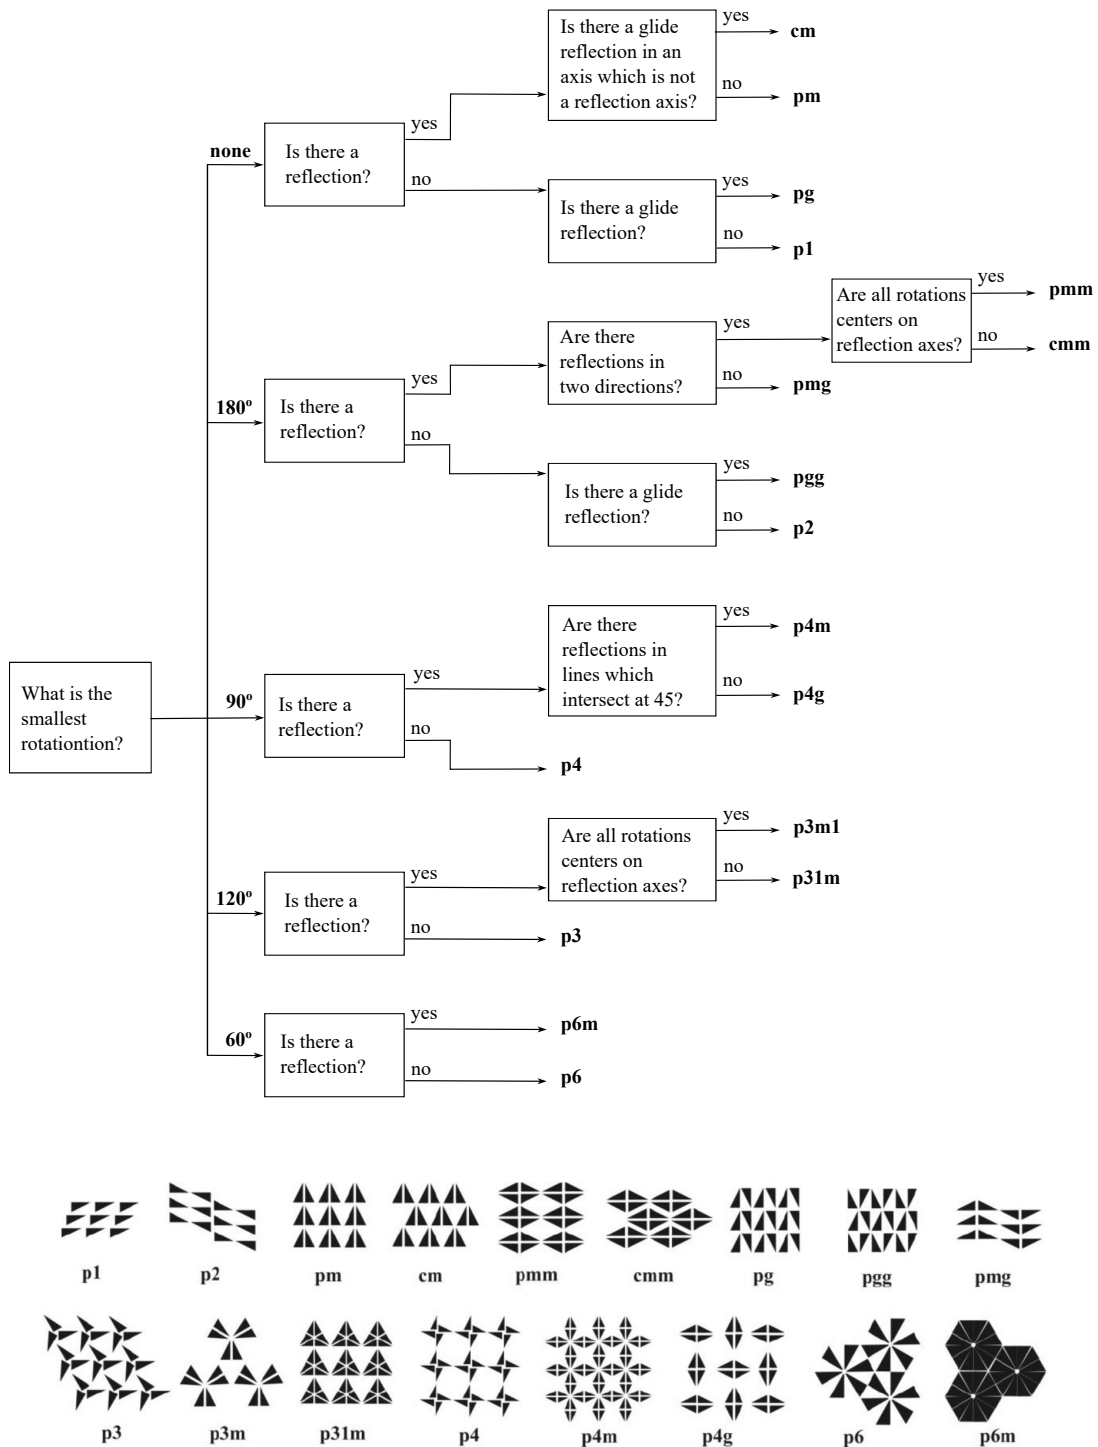 Is there a glide
reflection in an
axis which is not
a reflection axis?
yes
cm
no
pm
none
Is there a
reflection?
yes
no
Is there a glide
reflection?
yes
pg
no
p1
Are all rotations
centers on
reflection axes?
yes
pmm
no
cmm
Are there
reflections in
two directions?
yes
no
pmg
180º
Is there a
reflection?
yes
no
Is there a glide
reflection?
yes
pgg
no
p2
Are there
reflections in
lines which
intersect at 45?
yes
p4m
no
p4g
What is the
smallest
rotationtion?
90º
Is there a
reflection?
yes
no
p4
Are all rotations
centers on
reflection axes?
yes
p3m1
no
p31m
120º
Is there a
reflection?
yes
no
p3
60º
Is there a
reflection?
yes
p6m
no
p6
p1 p2 pm cm pmm cmm pg pgg pmg
p3 p3m p31m p4 p4m p4g p6 p6m